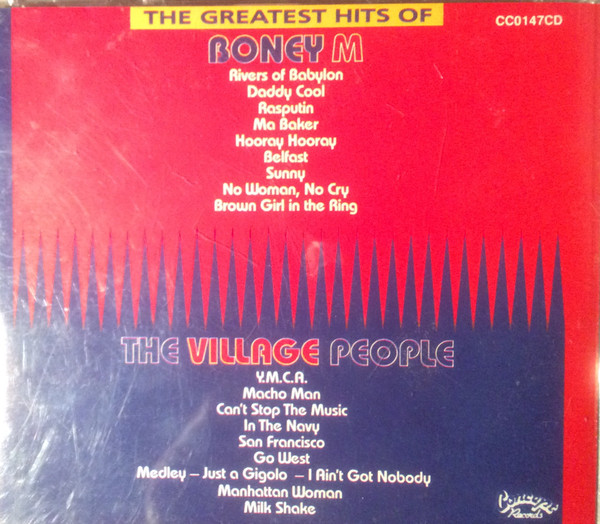 THE GREATEST HITS OF
CC0147CD
BONEY M
Rivers of Babylon
Daddy Cool
Rasputin
Ma Baker
Hooray Hooray
Belfast
Sunny
No Woman, No Cry
Brown Girl in the Ring
THE VILLAGE PEOPLE
Y.M.C.A.
Macho Man
Can't Stop The Music
In The Navy
San Francisco
Go West
Medley – Just a Gigolo – I Ain't Got Nobody
Manhattan Woman
Milk Shake
Concept
Records